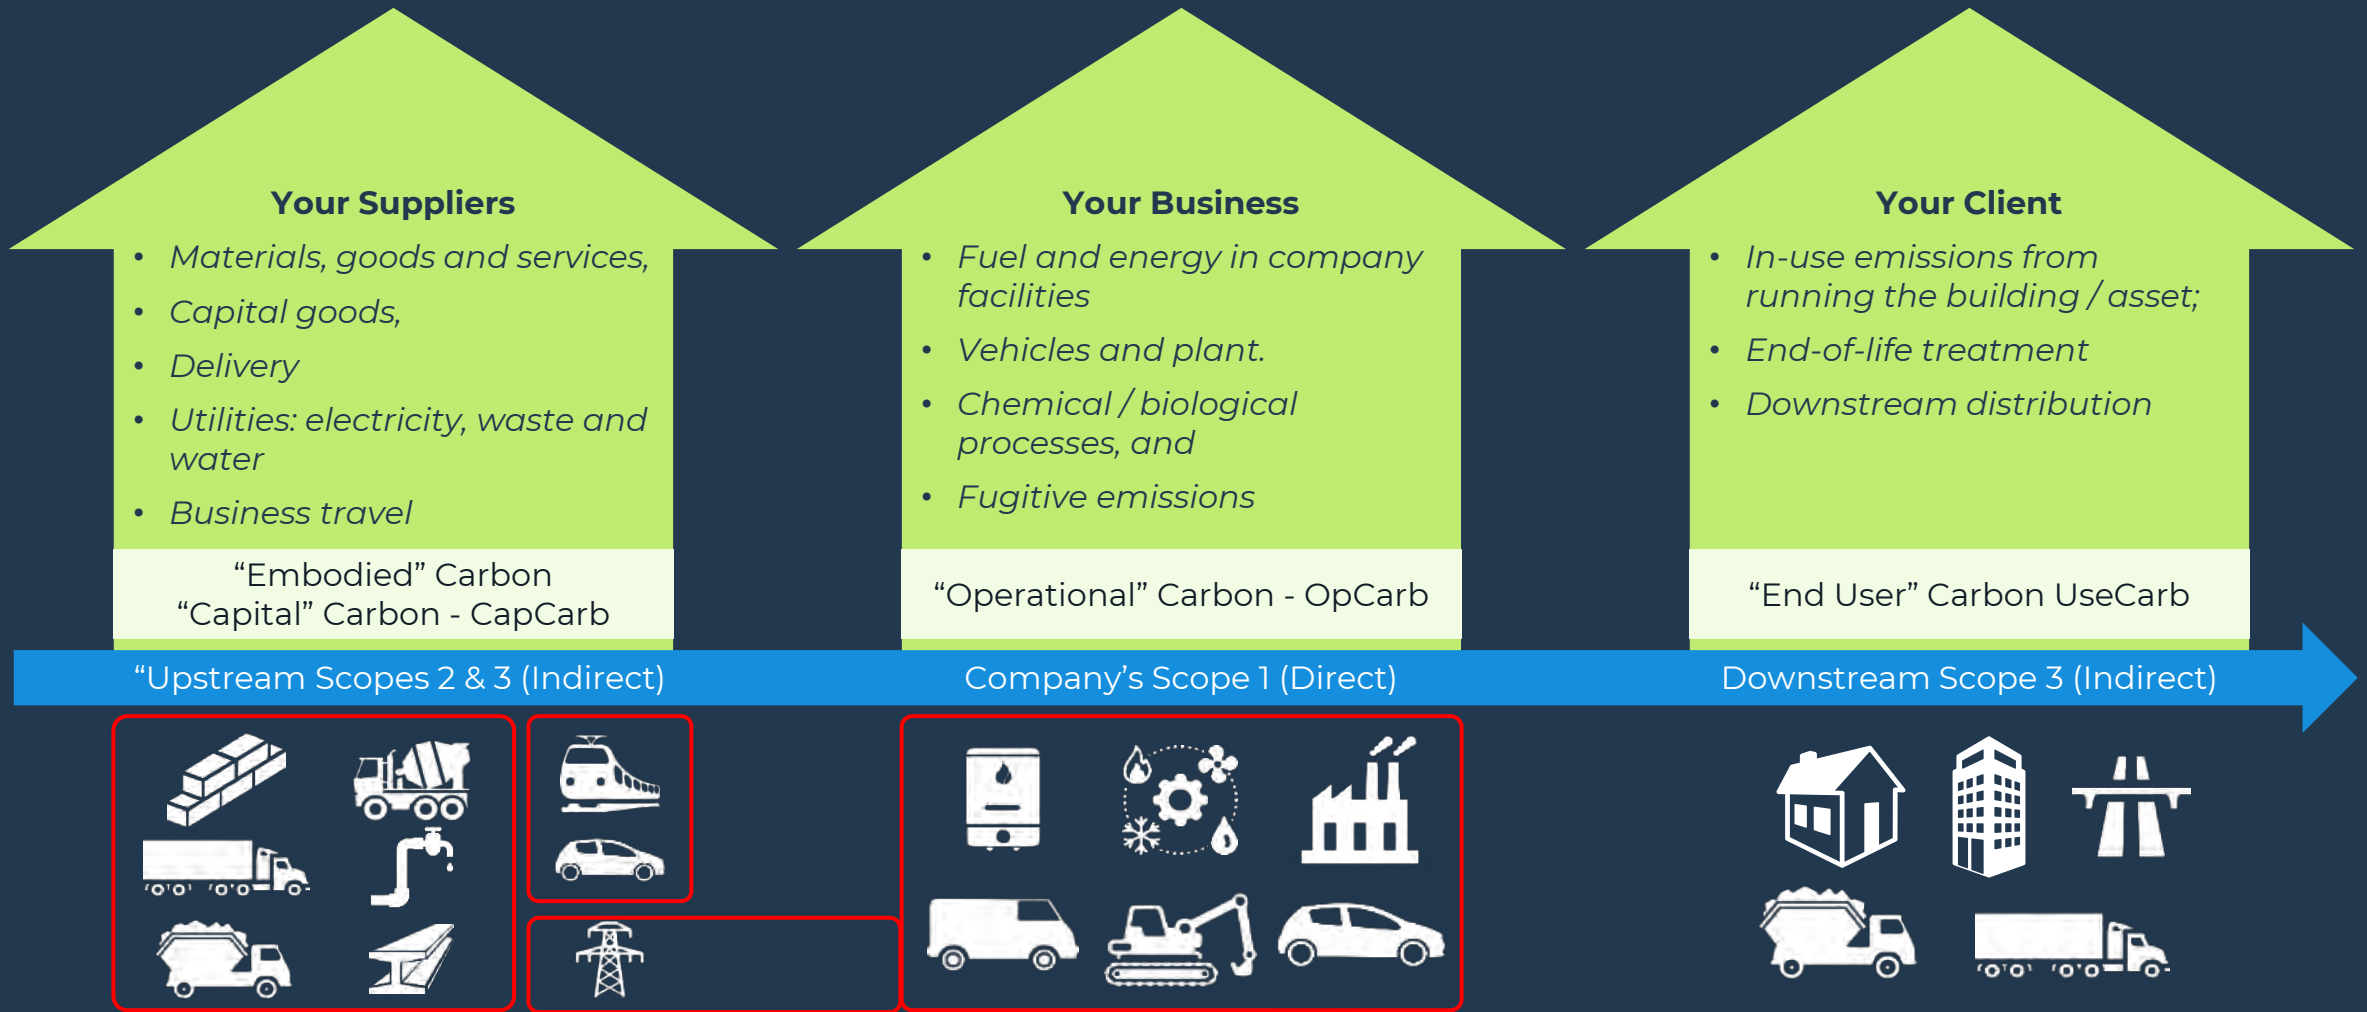 Your Suppliers
• Materials, goods and services,
• Capital goods,
• Delivery
• Utilities: electricity, waste and
water
• Business travel
“Embodied” Carbon
“Capital” Carbon - CapCarb
Your Business
• Fuel and energy in company
facilities
• Vehicles and plant.
• Chemical / biological
processes, and
• Fugitive emissions
“Operational” Carbon - OpCarb
Your Client
• In-use emissions from
running the building / asset;
• End-of-life treatment
• Downstream distribution
“End User” Carbon UseCarb
“Upstream Scopes 2 & 3 (Indirect)
Company’s Scope 1 (Direct)
Downstream Scope 3 (Indirect)